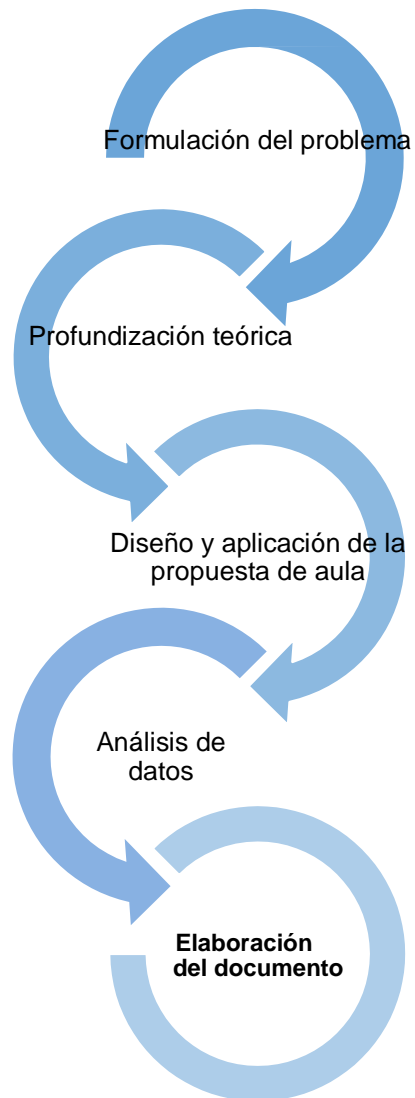 Formulación del problema
Profundización teórica
Diseño y aplicación de la
propuesta de aula
Análisis de
datos
Elaboración
del documento